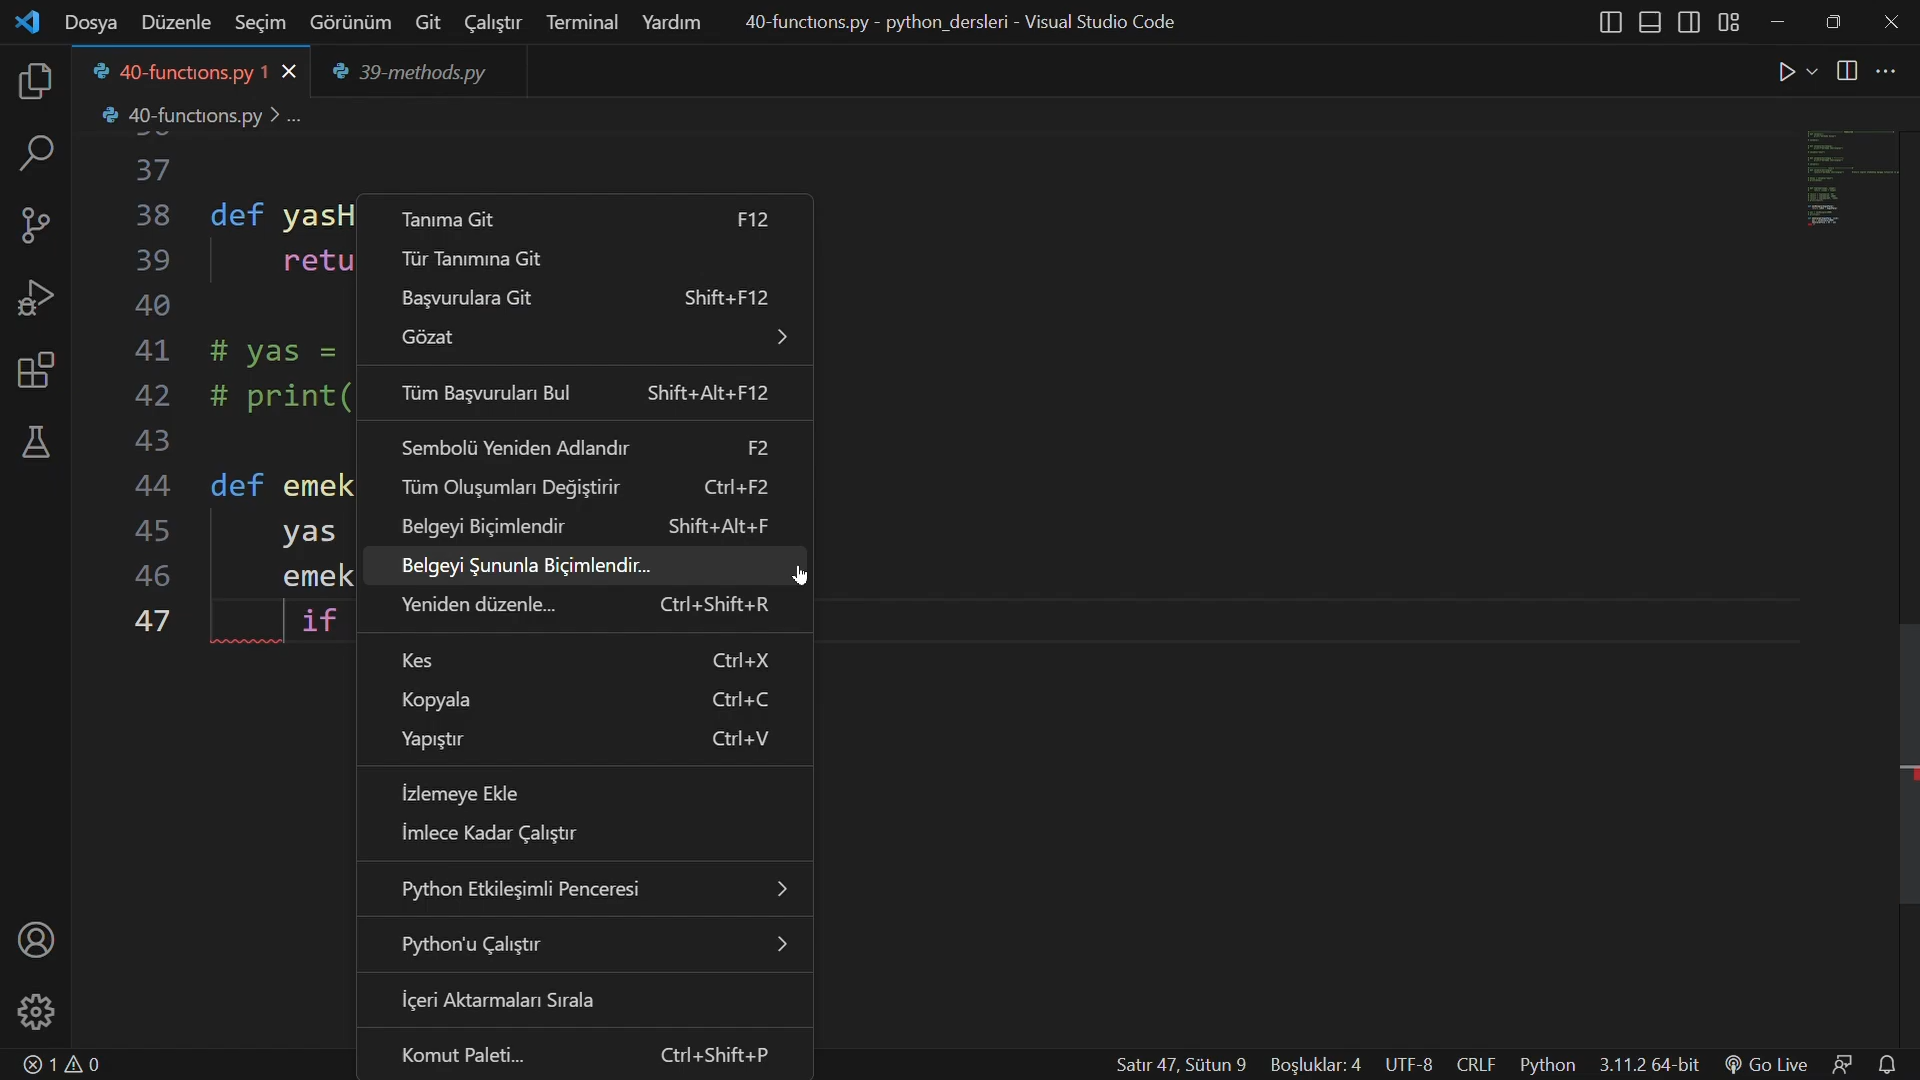 Dosya Düzenle Seçim Görünüm Git Çalıştır Terminal Yardım 40-functıons.py - python_dersleri - Visual Studio Code
40-functıons.py 1 39-methods.py
40-functıons.py > ...
37
38 def yasH
39 retu
40
41 # yas =
42 # print(
43
44 def emek
45 yas
46 emek
47 if
Tanıma Git F12
Tür Tanımına Git
Başvurulara Git Shift+F12
Gözat
Tüm Başvuruları Bul Shift+Alt+F12
Sembolü Yeniden Adlandır F2
Tüm Oluşumları Değiştirir Ctrl+F2
Belgeyi Biçimlendir Shift+Alt+F
Belgeyi Şununla Biçimlendir...
Yeniden düzenle... Ctrl+Shift+R
Kes Ctrl+X
Kopyala Ctrl+C
Yapıştır Ctrl+V
İzlemeye Ekle
İmlece Kadar Çalıştır
Python Etkileşimli Penceresi
Python'u Çalıştır
İçeri Aktarmaları Sırala
Komut Paleti... Ctrl+Shift+P
1 0 Satır 47, Sütun 9 Boşluklar: 4 UTF-8 CRLF Python 3.11.2 64-bit Go Live